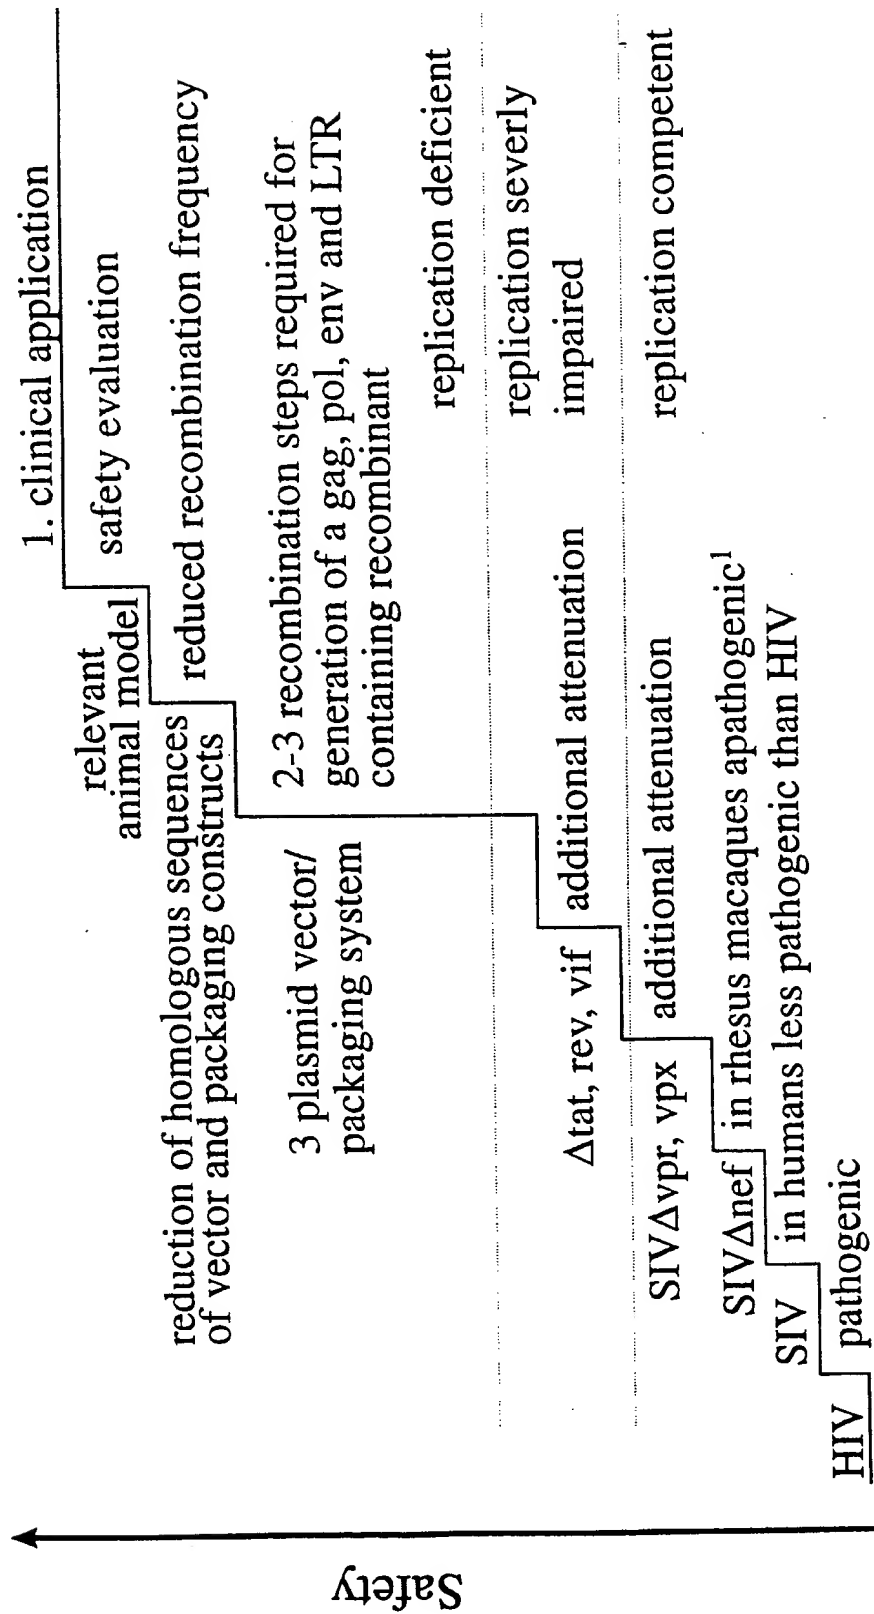 1. clinical application
relevant
animal model
safety evaluation
reduction of homologous sequences
of vector and packaging constructs
reduced recombination frequency
3 plasmid vector/
packaging system
2-3 recombination steps required for
generation of a gag, pol, env and LTR
containing recombinant
replication deficient
replication severly
impaired
Δtat, rev, vif
additional attenuation
replication competent
SIVΔvpr, vpx
additional attenuation
SIVΔnef
in rhesus macaques apathogenic¹
SIV
in humans less pathogenic than HIV
HIV
pathogenic
Safety